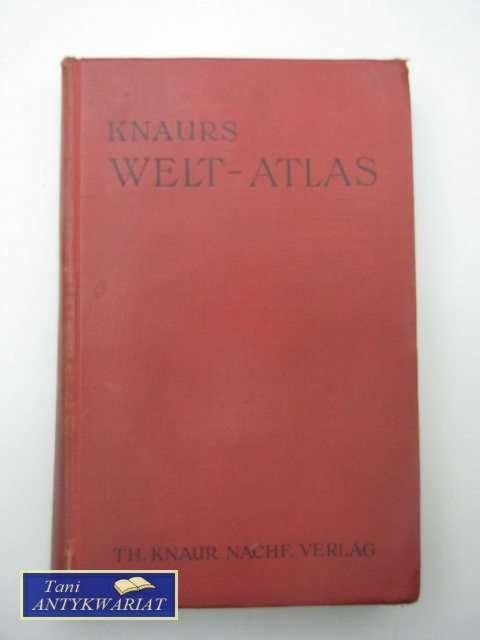 KNAURS
WELT-ATLAS
TH. KNAUR NACHF. VERLAG
Tani
ANTYKWARIAT